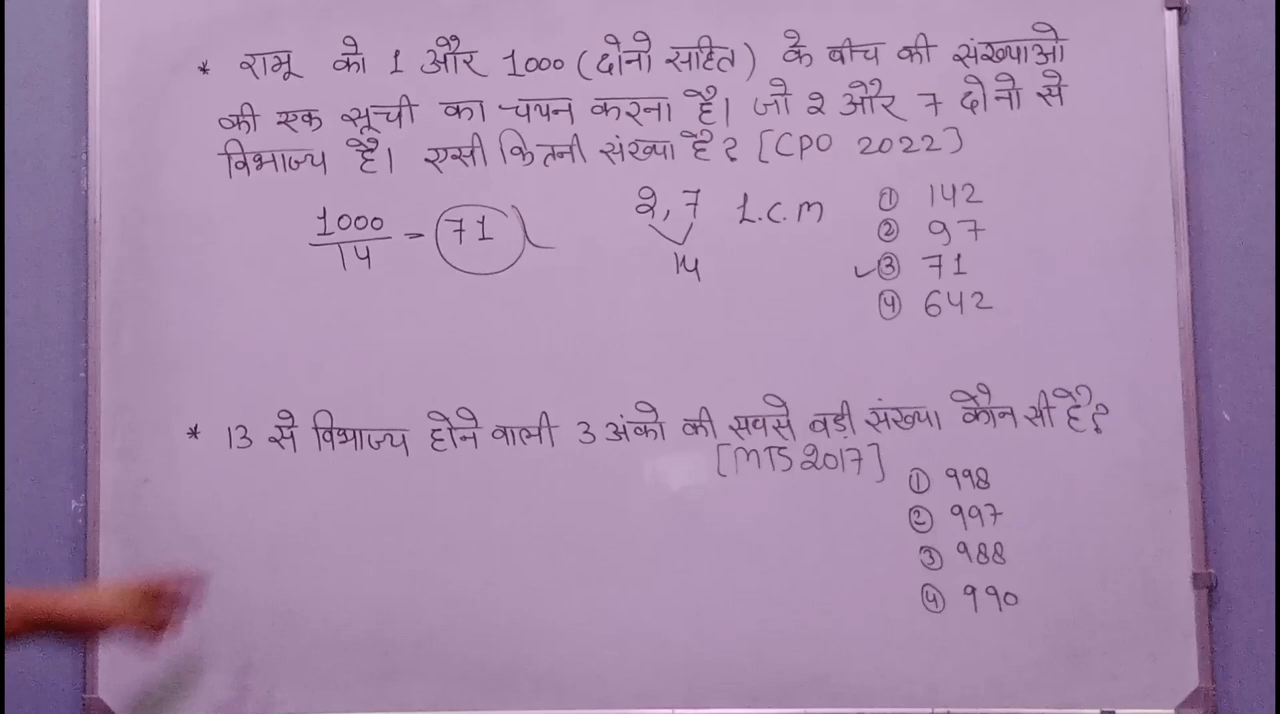 * रामू को 1 और 1000 (दोनो सहित) के बीच की संख्याओ
की एक सूची का चयन करना है। जो 2 और 7 दोनो से
विभाज्य है। एसी कितनी संख्या है? [CPO 2022]
1000/14 = 71
2, 7 L.C.M
14
① 142
② 97
③ 71
④ 642
* 13 से विभाज्य होने वाली 3 अंको की सबसे बड़ी संख्या कौन सी है?
[MTS 2017]
① 998
② 997
③ 988
④ 990